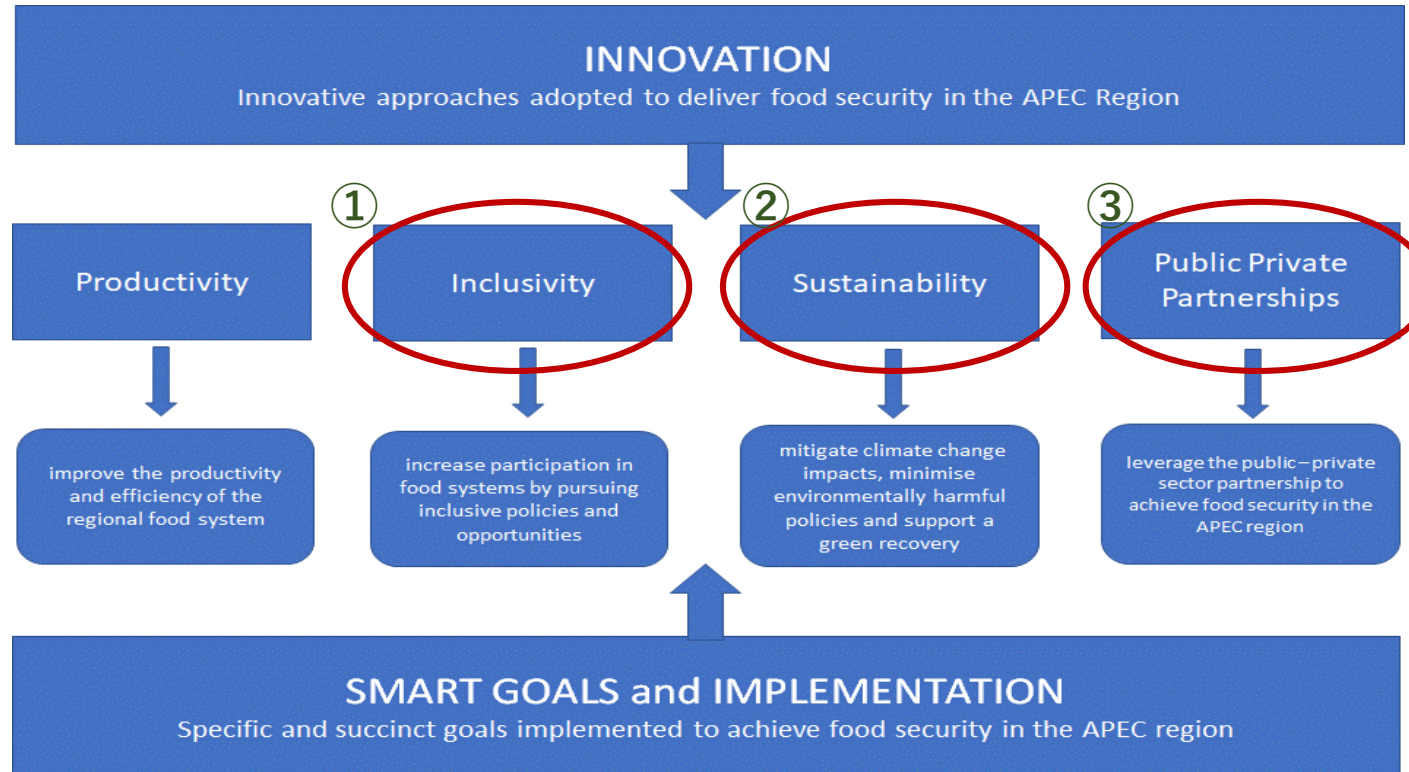 INNOVATION
Innovative approaches adopted to deliver food security in the APEC Region
①
②
③
Productivity
Inclusivity
Sustainability
Public Private
Partnerships
improve the productivity
and efficiency of the
regional food system
increase participation in
food systems by pursuing
inclusive policies and
opportunities
mitigate climate change
impacts, minimise
environmentally harmful
policies and support a
green recovery
leverage the public–private
sector partnership to
achieve food security in the
APEC region
SMART GOALS and IMPLEMENTATION
Specific and succinct goals implemented to achieve food security in the APEC region